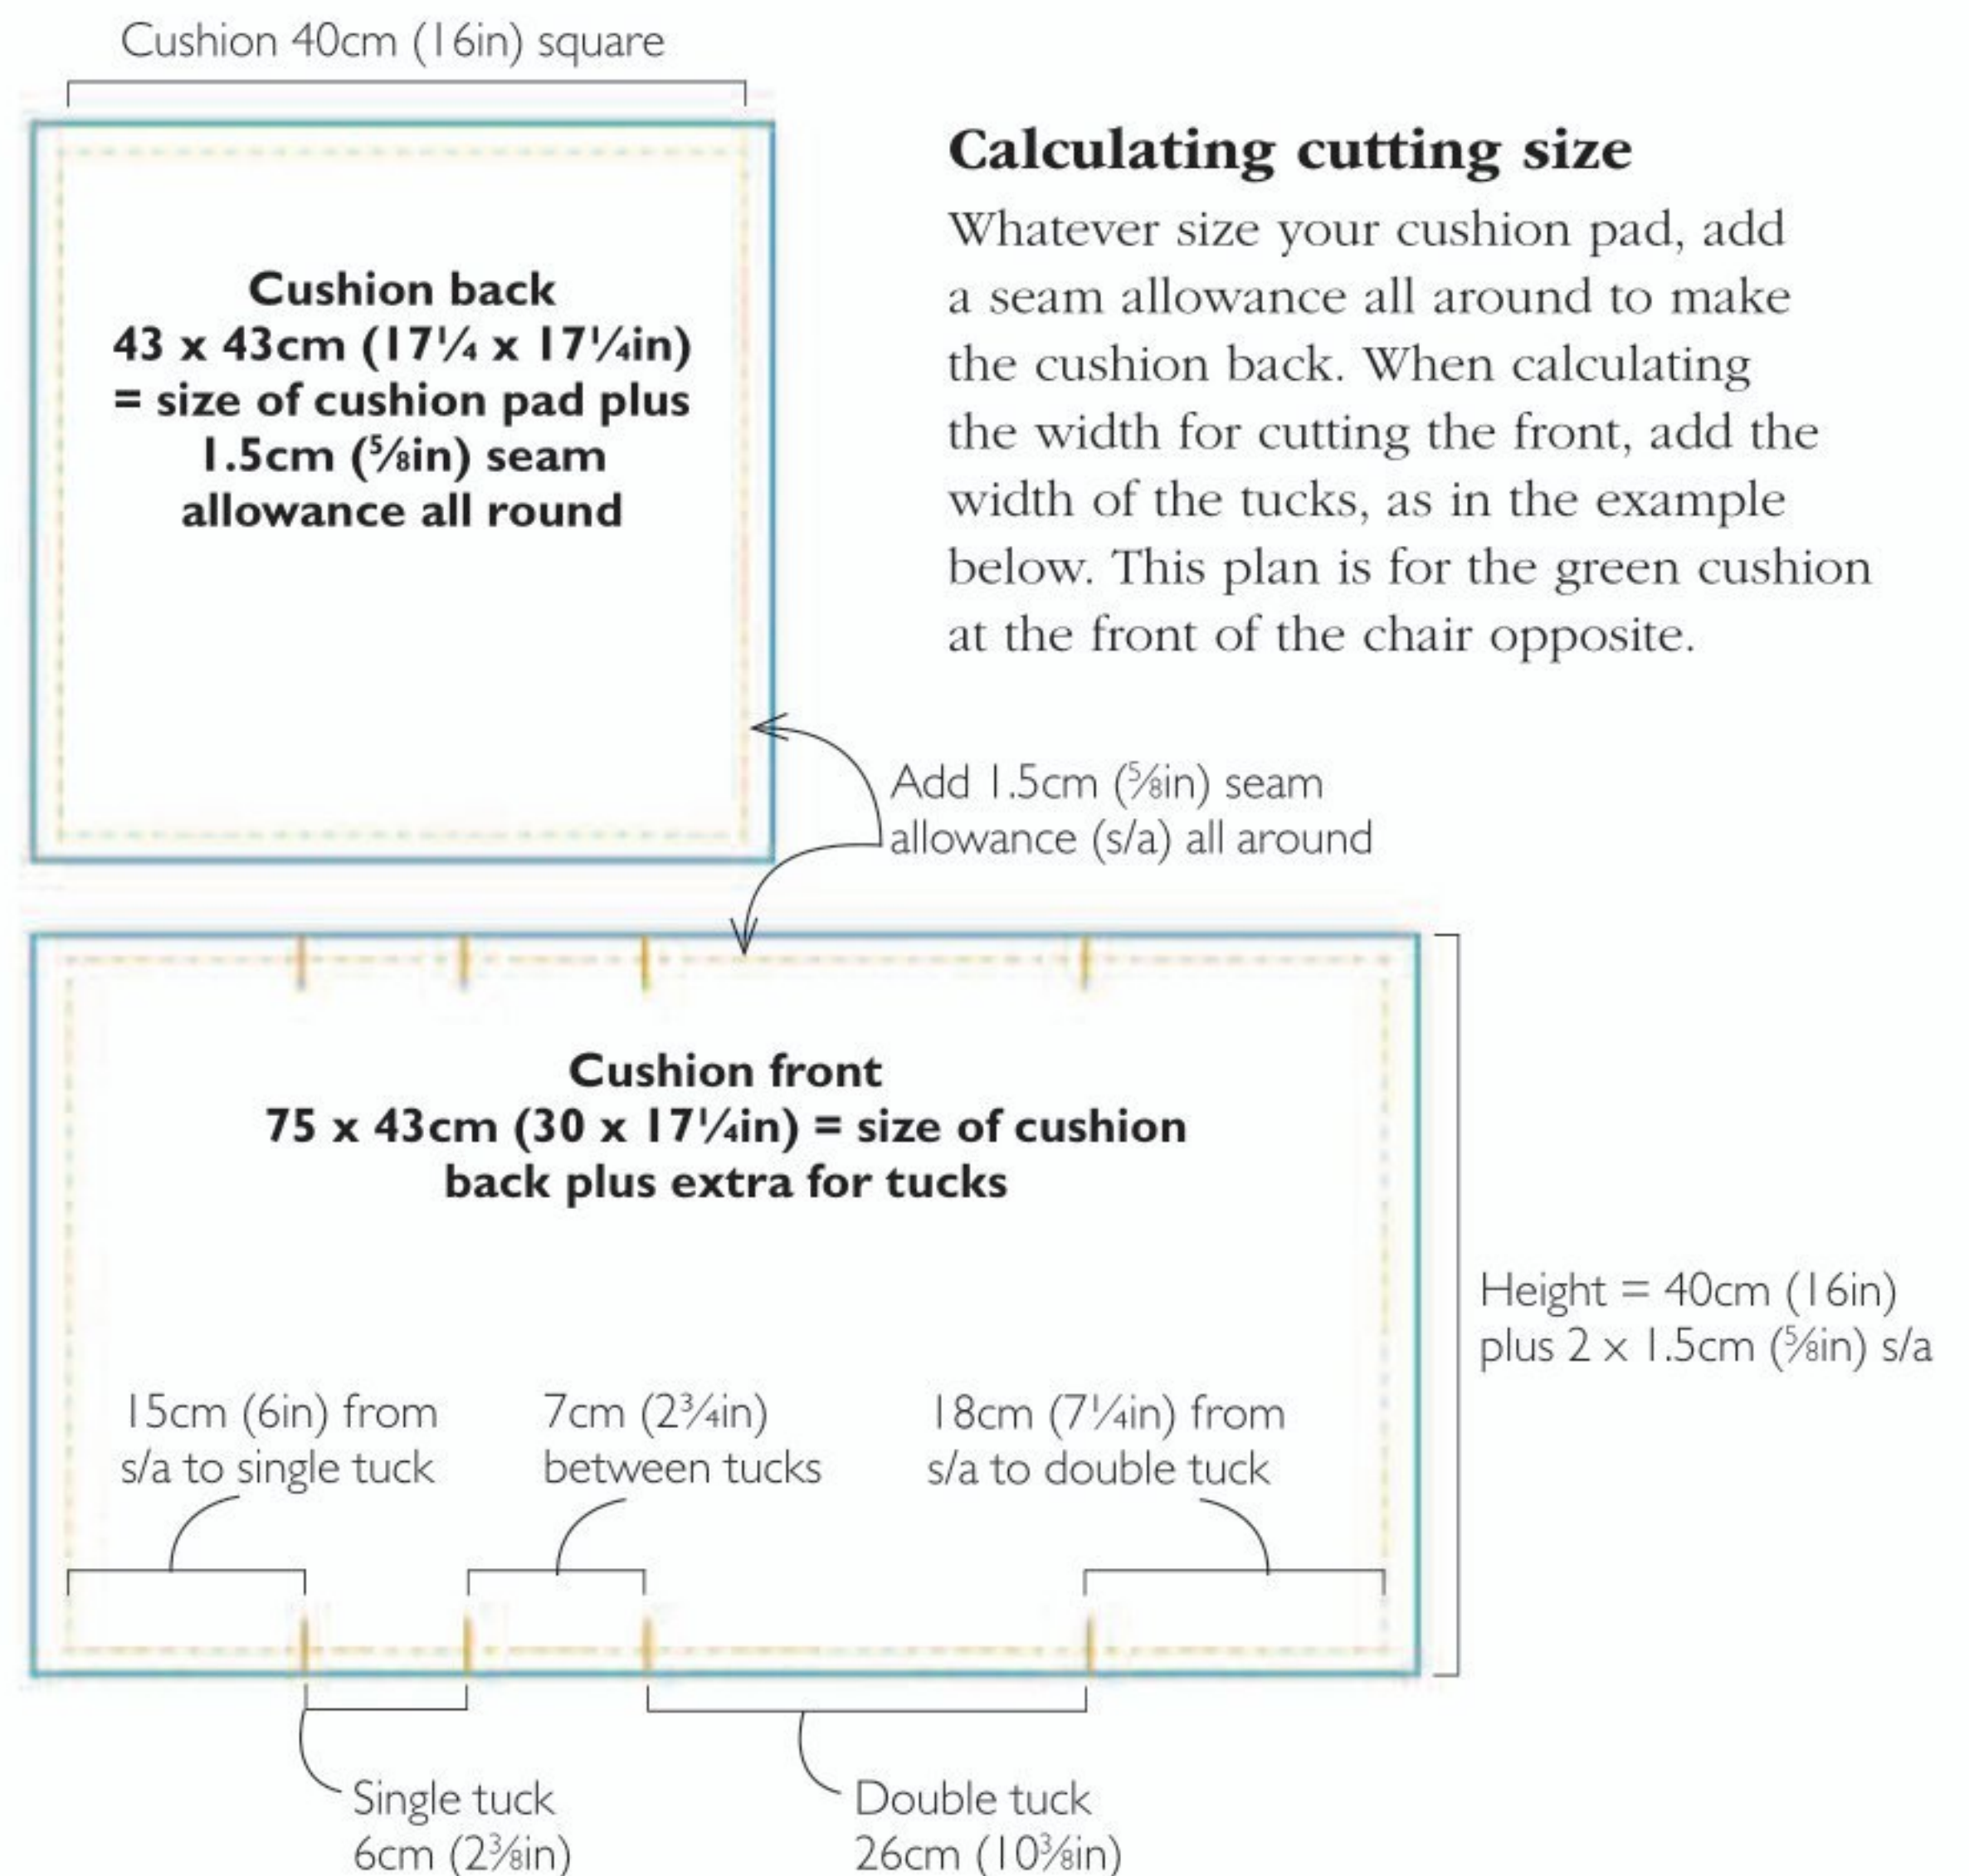 Cushion 40cm (16in) square
Cushion back
43 x 43cm (17¼ x 17¼in)
= size of cushion pad plus
1.5cm (⅝in) seam
allowance all round
Calculating cutting size
Whatever size your cushion pad, add
a seam allowance all around to make
the cushion back. When calculating
the width for cutting the front, add the
width of the tucks, as in the example
below. This plan is for the green cushion
at the front of the chair opposite.
Add 1.5cm (⅝in) seam
allowance (s/a) all around
Cushion front
75 x 43cm (30 x 17¼in) = size of cushion
back plus extra for tucks
Height = 40cm (16in)
plus 2 x 1.5cm (⅝in) s/a
15cm (6in) from
s/a to single tuck
7cm (2¾in)
between tucks
18cm (7¼in) from
s/a to double tuck
Single tuck
6cm (2⅜in)
Double tuck
26cm (10⅜in)